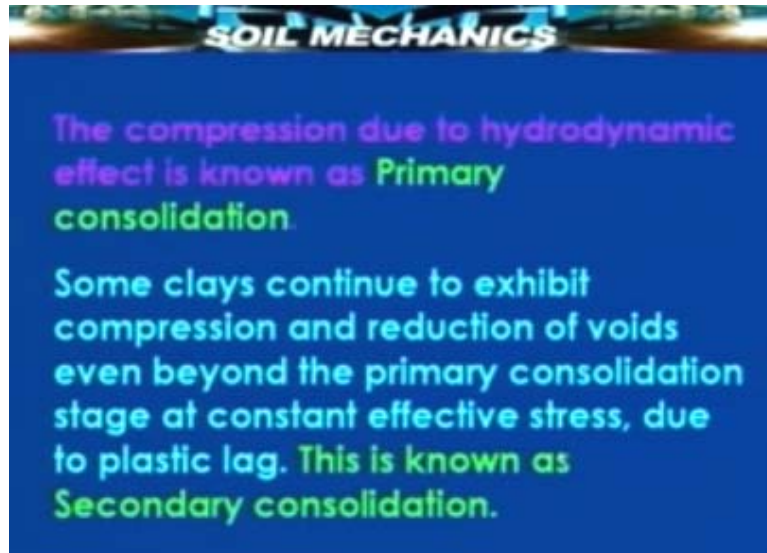 SOIL MECHANICS
The compression due to hydrodynamic
effect is known as Primary
consolidation.
Some clays continue to exhibit
compression and reduction of voids
even beyond the primary consolidation
stage at constant effective stress, due
to plastic lag. This is known as
Secondary consolidation.